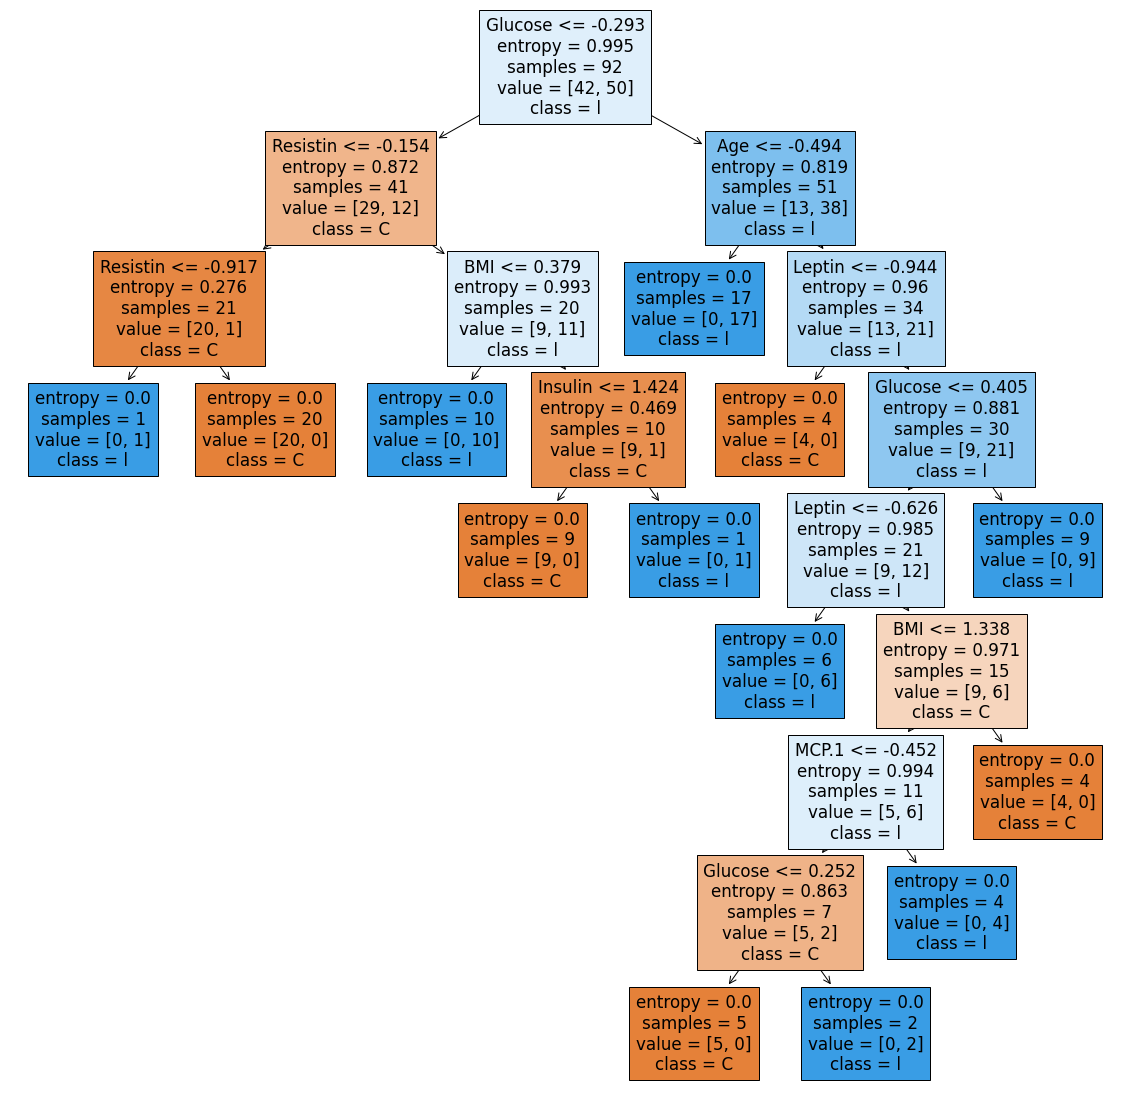 Glucose <= -0.293
entropy = 0.995
samples = 92
value = [42, 50]
class = l
Resistin <= -0.154
entropy = 0.872
samples = 41
value = [29, 12]
class = C
Age <= -0.494
entropy = 0.819
samples = 51
value = [13, 38]
class = l
Resistin <= -0.917
entropy = 0.276
samples = 21
value = [20, 1]
class = C
BMI <= 0.379
entropy = 0.993
samples = 20
value = [9, 11]
class = l
entropy = 0.0
samples = 17
value = [0, 17]
class = l
Leptin <= -0.944
entropy = 0.96
samples = 34
value = [13, 21]
class = l
entropy = 0.0
samples = 1
value = [0, 1]
class = l
entropy = 0.0
samples = 20
value = [20, 0]
class = C
entropy = 0.0
samples = 10
value = [0, 10]
class = l
Insulin <= 1.424
entropy = 0.469
samples = 10
value = [9, 1]
class = C
entropy = 0.0
samples = 4
value = [4, 0]
class = C
Glucose <= 0.405
entropy = 0.881
samples = 30
value = [9, 21]
class = l
entropy = 0.0
samples = 9
value = [9, 0]
class = C
entropy = 0.0
samples = 1
value = [0, 1]
class = l
Leptin <= -0.626
entropy = 0.985
samples = 21
value = [9, 12]
class = l
entropy = 0.0
samples = 9
value = [0, 9]
class = l
entropy = 0.0
samples = 6
value = [0, 6]
class = l
BMI <= 1.338
entropy = 0.971
samples = 15
value = [9, 6]
class = C
MCP.1 <= -0.452
entropy = 0.994
samples = 11
value = [5, 6]
class = l
entropy = 0.0
samples = 4
value = [4, 0]
class = C
Glucose <= 0.252
entropy = 0.863
samples = 7
value = [5, 2]
class = C
entropy = 0.0
samples = 4
value = [0, 4]
class = l
entropy = 0.0
samples = 5
value = [5, 0]
class = C
entropy = 0.0
samples = 2
value = [0, 2]
class = l